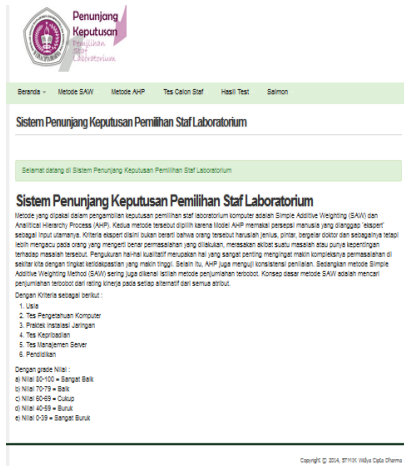 Penunjang
Keputusan
Pemilihan
Staf
Laboratorium
Beranda Metode SAW Metode AHP Tes Calon Staf Hasil Test Saimon
Sistem Penunjang Keputusan Pemilihan Staf Laboratorium
Selamat datang di Sistem Penunjang Keputusan Pemilihan Staf Laboratorium
Sistem Penunjang Keputusan Pemilihan Staf Laboratorium
Metode yang dipakai dalam pengambilan keputusan pemilihan staf laboratorium komputer adalah Simple Additive Weighting (SAW) dan
Analitical Hierarchy Process (AHP). Kedua metode tersebut dipilih karena Model AHP memakai persepsi manusia yang dianggap 'ekspert'
sebagai input utamanya. Kriteria ekspert disini bukan berarti bahwa orang tersebut haruslah jenius, pintar, bergelar doktor dan sebagainya tetapi
lebih mengacu pada orang yang mengerti benar permasalahan yang dilakukan, merasakan akibat suatu masalah atau punya kepentingan
terhadap masalah tersebut. Pengukuran hal-hal kualitatif merupakan hal yang sangat penting mengingat makin kompleksnya permasalahan di
sekitar kita dengan tingkat ketidakpastian yang makin tinggi. Selain itu, AHP juga menguji konsistensi penilaian. Sedangkan metode Simple
Additive Weighting Method (SAW) sering juga dikenal istilah metode penjumlahan terbobot. Konsep dasar metode SAW adalah mencari
penjumlahan terbobot dari rating kinerja pada setiap alternatif dari semua atribut.
Dengan Kriteria sebagai berikut :
1. Usia
2. Tes Pengetahuan Komputer
3. Praktek Instalasi Jaringan
4. Tes Kepribadian
5. Tes Manajemen Server
6. Pendidikan
Dengan grade Nilai :
a) Nilai 80-100 = Sangat Baik
b) Nilai 70-79 = Baik
c) Nilai 60-69 = Cukup
d) Nilai 40-59 = Buruk
e) Nilai 0-39 = Sangat Buruk
Copyright © 2014, STMIK Widya Cipta Dharma